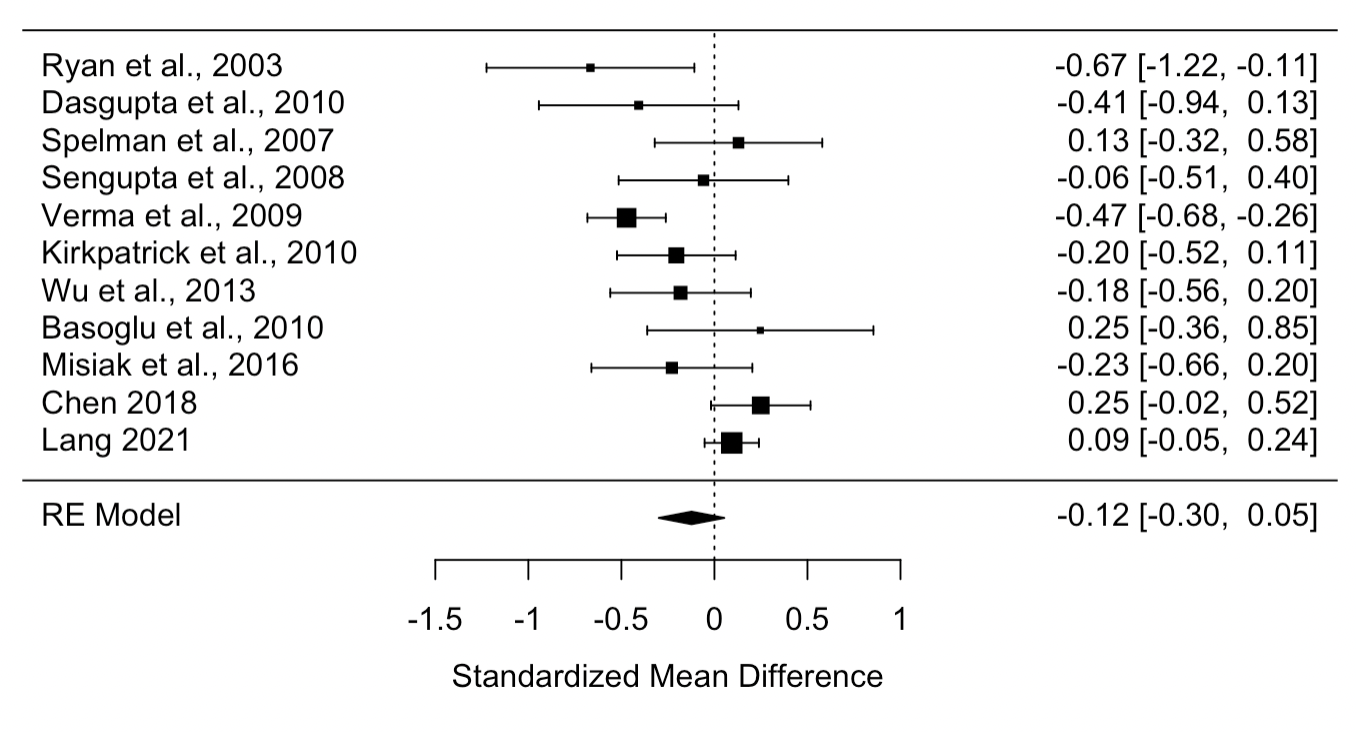 Ryan et al., 2003 -0.67 [-1.22, -0.11]
Dasgupta et al., 2010 -0.41 [-0.94, 0.13]
Spelman et al., 2007 0.13 [-0.32, 0.58]
Sengupta et al., 2008 -0.06 [-0.51, 0.40]
Verma et al., 2009 -0.47 [-0.68, -0.26]
Kirkpatrick et al., 2010 -0.20 [-0.52, 0.11]
Wu et al., 2013 -0.18 [-0.56, 0.20]
Basoglu et al., 2010 0.25 [-0.36, 0.85]
Misiak et al., 2016 -0.23 [-0.66, 0.20]
Chen 2018 0.25 [-0.02, 0.52]
Lang 2021 0.09 [-0.05, 0.24]
RE Model -0.12 [-0.30, 0.05]
-1.5 -1 -0.5 0 0.5 1
Standardized Mean Difference